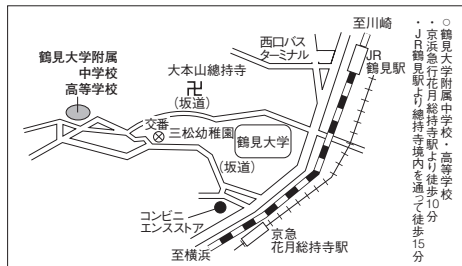 ○鶴見大学附属中学校・高等学校
・京浜急行花月総持寺駅より徒歩10分
・JR鶴見駅より總持寺境内を通って徒歩15分
至川崎
西口バス
ターミナル
JR
鶴見駅
鶴見大学附属
中学校
高等学校
大本山總持寺
卍
(坂道)
交番
三松幼稚園
鶴見大学
(坂道)
コンビニ
エンスストア
京急
花月総持寺駅
至横浜